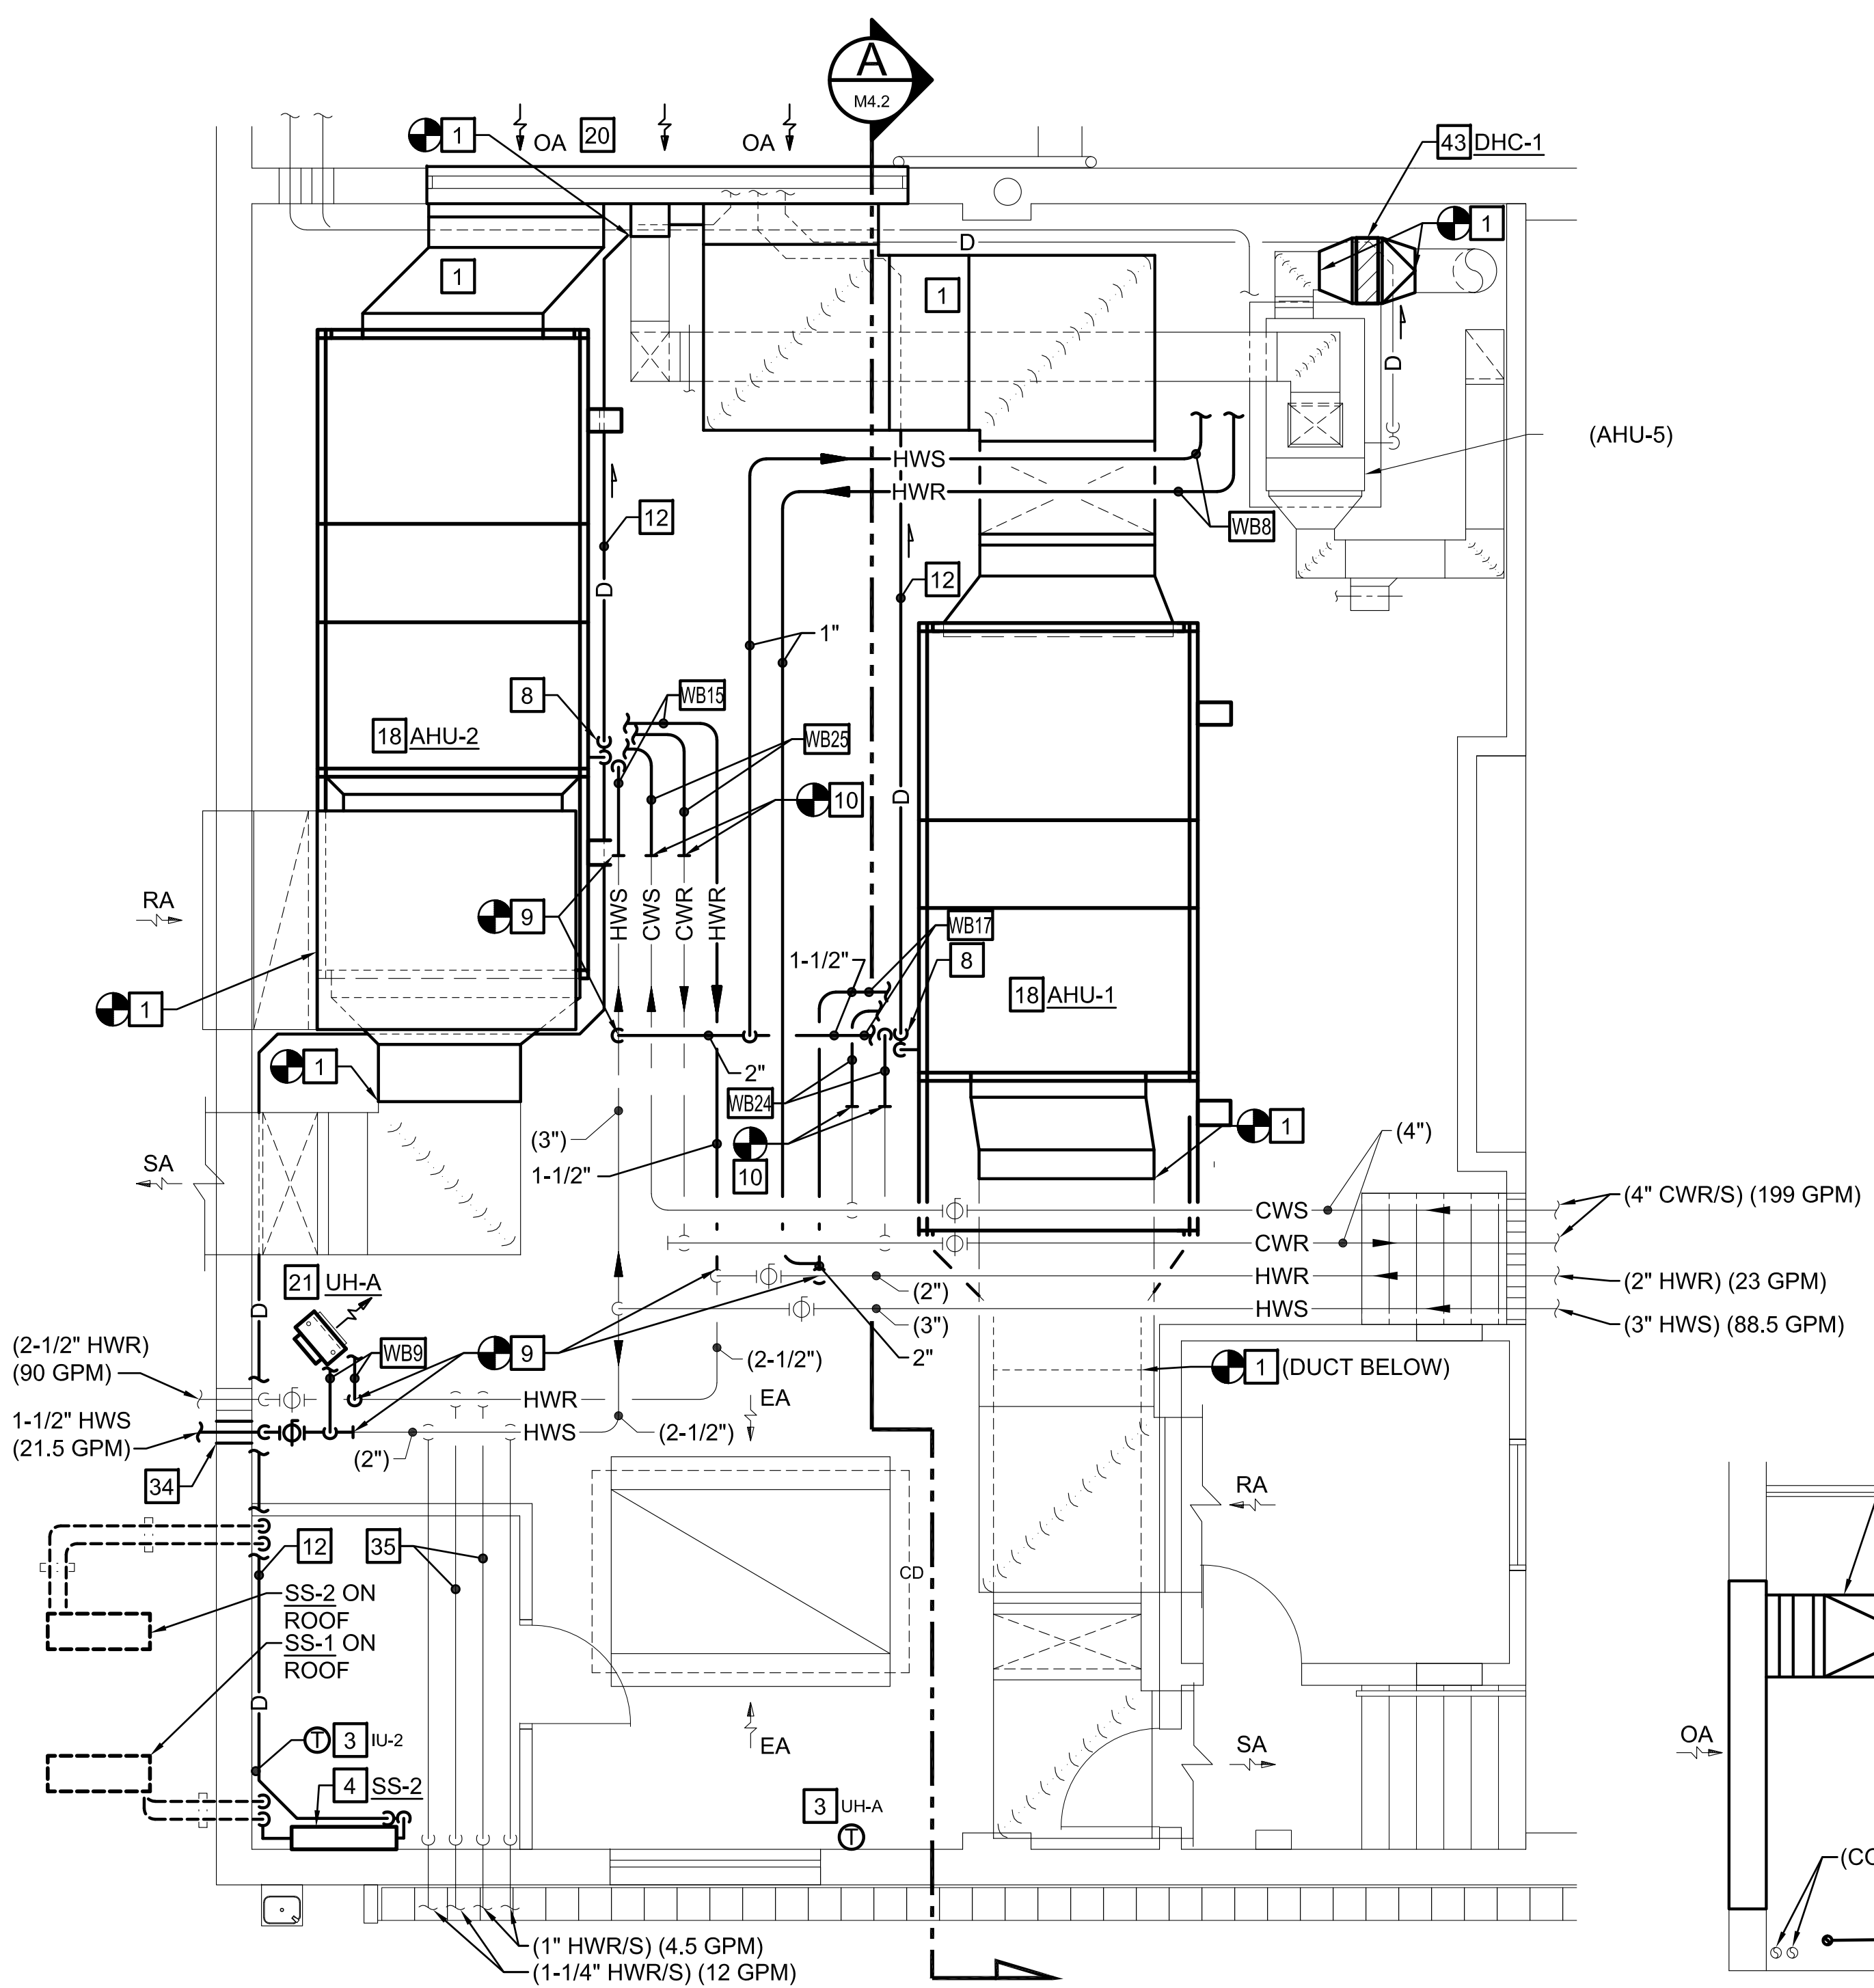 A
M4.2
1
OA
20
OA
43 DHC-1
1
1
D
1
D
(AHU-5)
HWS
HWR
12
WB8
12
D
1"
8
WB15
18 AHU-2
WB25
10
D
RA
HWS
CWS
CWR
HWR
9
WB17
1-1/2"
8
18 AHU-1
1
1
2"
WB24
(3")
1
(4")
10
1-1/2"
SA
CWS
(4" CWR/S) (199 GPM)
CWR
21 UH-A
HWR
(2" HWR) (23 GPM)
(2")
D
HWS
(3" HWS) (88.5 GPM)
(3")
(2-1/2" HWR)
(90 GPM)
WB9
9
(2-1/2")
2"
1 (DUCT BELOW)
HWR
EA
1-1/2" HWS
(21.5 GPM)
HWS
(2-1/2")
(2")
34
RA
12
35
CD
SS-2 ON
ROOF
SS-1 ON
ROOF
D
T
3 IU-2
EA
SA
OA
4 SS-2
3 UH-A
T
(1" HWR/S) (4.5 GPM)
(1-1/4" HWR/S) (12 GPM)